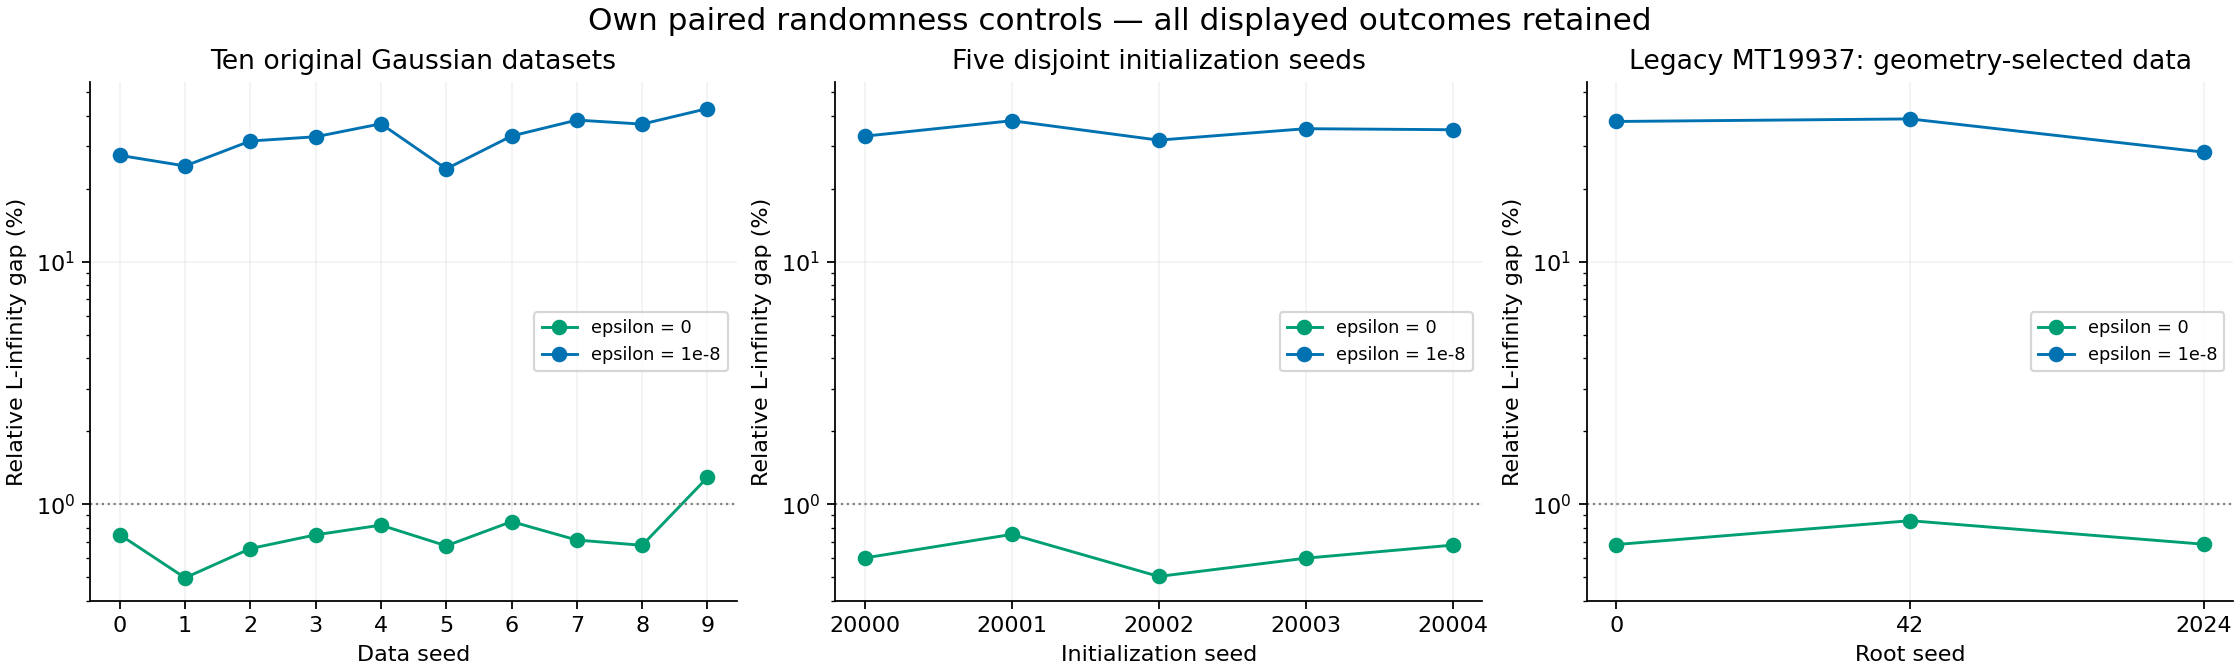 Own paired randomness controls — all displayed outcomes retained
Ten original Gaussian datasets
Relative L-infinity gap (%)
10¹
10⁰
epsilon = 0
epsilon = 1e-8
0 1 2 3 4 5 6 7 8 9
Data seed
Five disjoint initialization seeds
Relative L-infinity gap (%)
10¹
10⁰
epsilon = 0
epsilon = 1e-8
20000 20001 20002 20003 20004
Initialization seed
Legacy MT19937: geometry-selected data
Relative L-infinity gap (%)
10¹
10⁰
epsilon = 0
epsilon = 1e-8
0 42 2024
Root seed